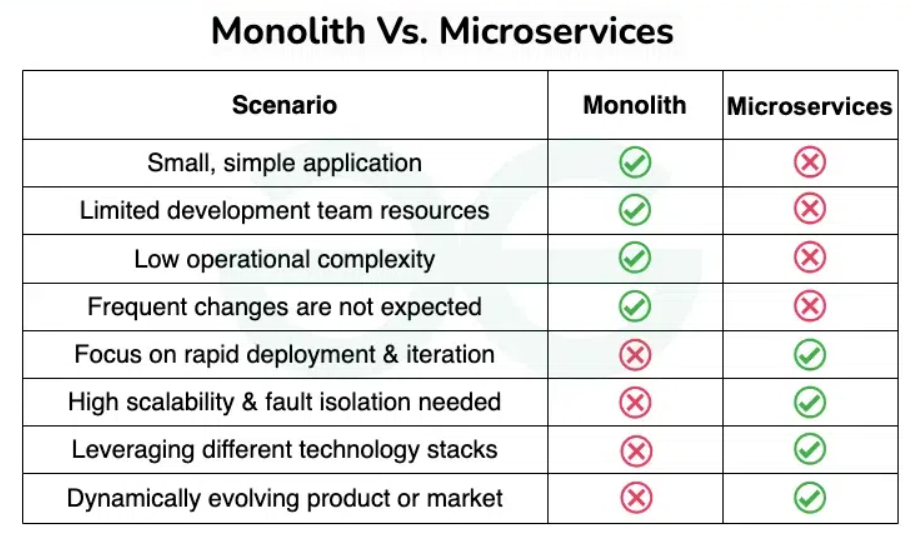 Monolith Vs. Microservices
Scenario Monolith Microservices
Small, simple application
Limited development team resources
Low operational complexity
Frequent changes are not expected
Focus on rapid deployment & iteration
High scalability & fault isolation needed
Leveraging different technology stacks
Dynamically evolving product or market